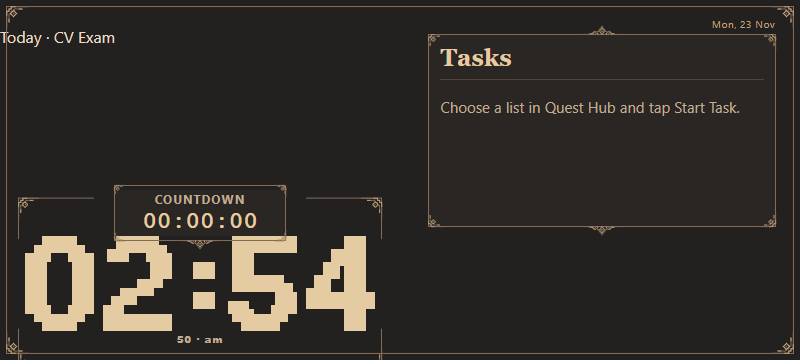 Mon, 23 Nov
Today · CV Exam
Tasks
Choose a list in Quest Hub and tap Start Task.
COUNTDOWN
00:00:00
02:54
50 · am